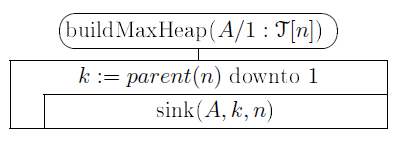 buildMaxHeap(A/1 : 𝒯[n])
k := parent(n) downto 1
sink(A, k, n)